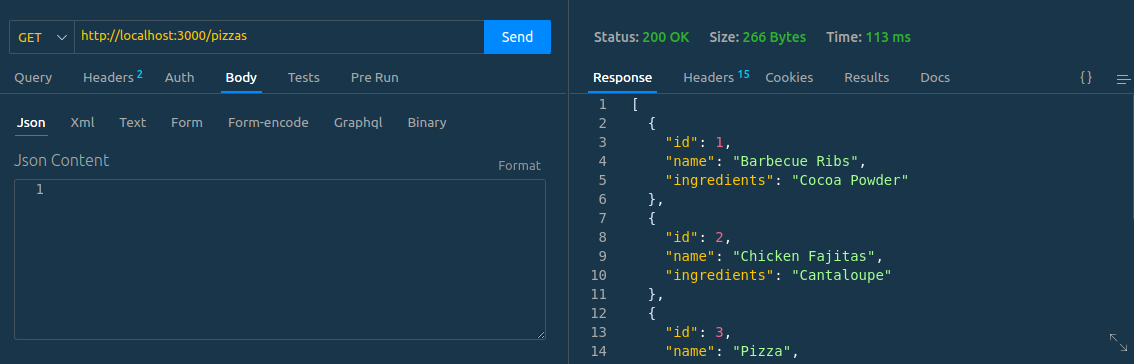 GET http://localhost:3000/pizzas Send
Query Headers 2 Auth Body Tests Pre Run
Json Xml Text Form Form-encode Graphql Binary
Json Content Format
1
Status: 200 OK Size: 266 Bytes Time: 113 ms
Response Headers 15 Cookies Results Docs {}
1 [
2 {
3 "id": 1,
4 "name": "Barbecue Ribs",
5 "ingredients": "Cocoa Powder"
6 },
7 {
8 "id": 2,
9 "name": "Chicken Fajitas",
10 "ingredients": "Cantaloupe"
11 },
12 {
13 "id": 3,
14 "name": "Pizza",